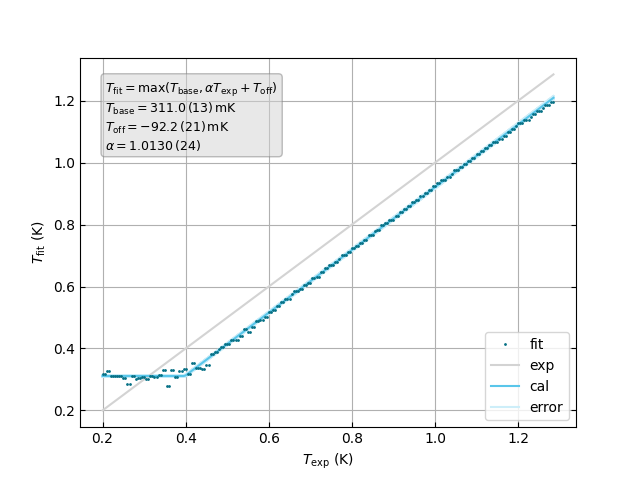 T_fit = max(T_base, αT_exp + T_off)
T_base = 311.0 (13) mK
T_off = −92.2 (21) mK
α = 1.0130 (24)
1.2
1.0
0.8
0.6
0.4
0.2
T_fit (K)
fit
exp
cal
error
0.2 0.4 0.6 0.8 1.0 1.2
T_exp (K)